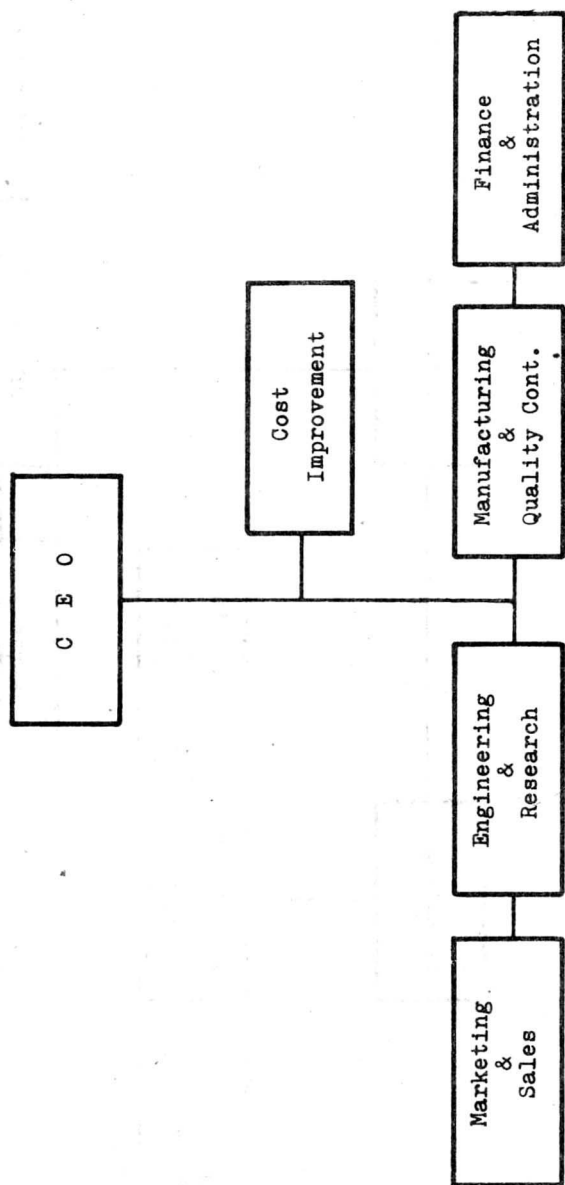 C E O
Cost
Improvement
Marketing
&
Sales
Engineering
&
Research
Manufacturing
&
Quality Cont.
Finance
&
Administration